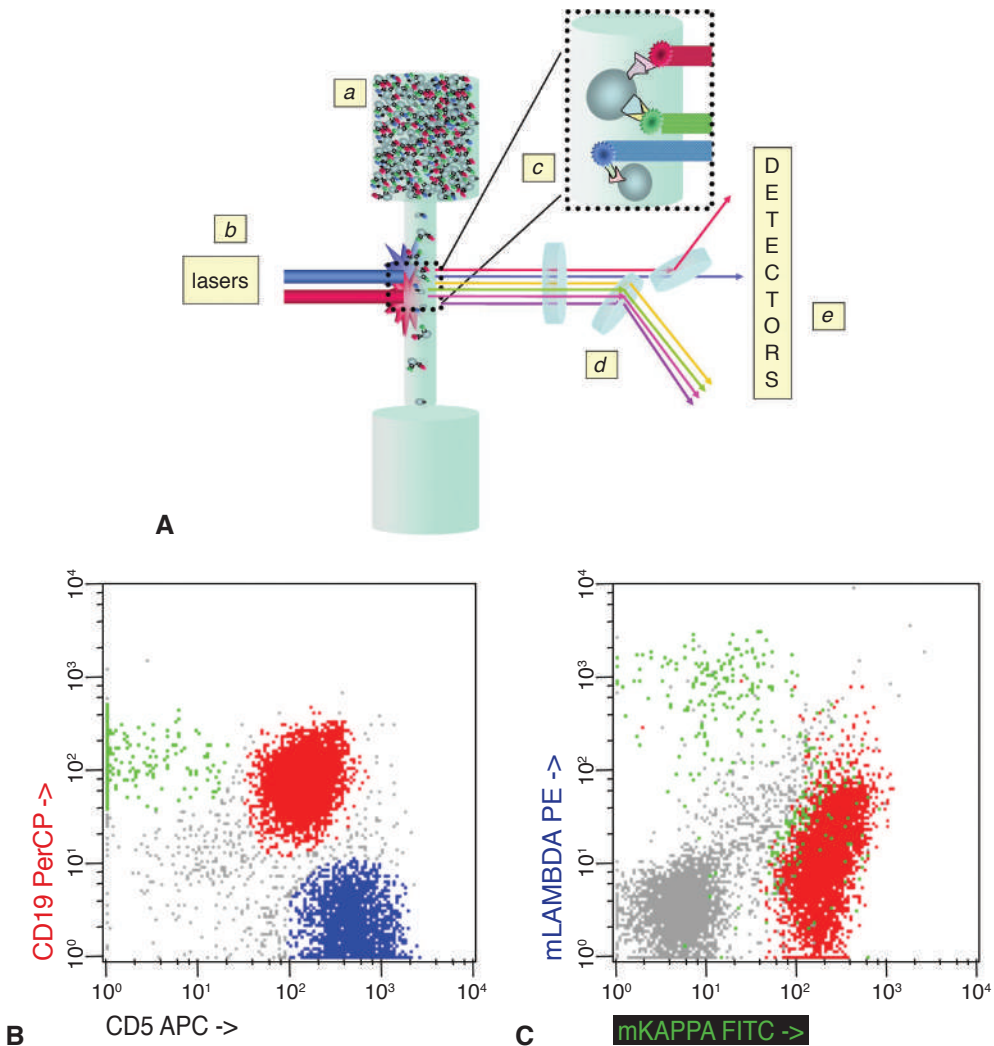 a
b
lasers
c
d
DETECTORS
e
A
10⁴
10³
10²
10¹
10⁰
CD19 PerCP ->
10⁰ 10¹ 10² 10³ 10⁴
CD5 APC ->
B
10⁴
10³
10²
10¹
10⁰
mLAMBDA PE ->
10⁰ 10¹ 10² 10³ 10⁴
mKAPPA FITC ->
C